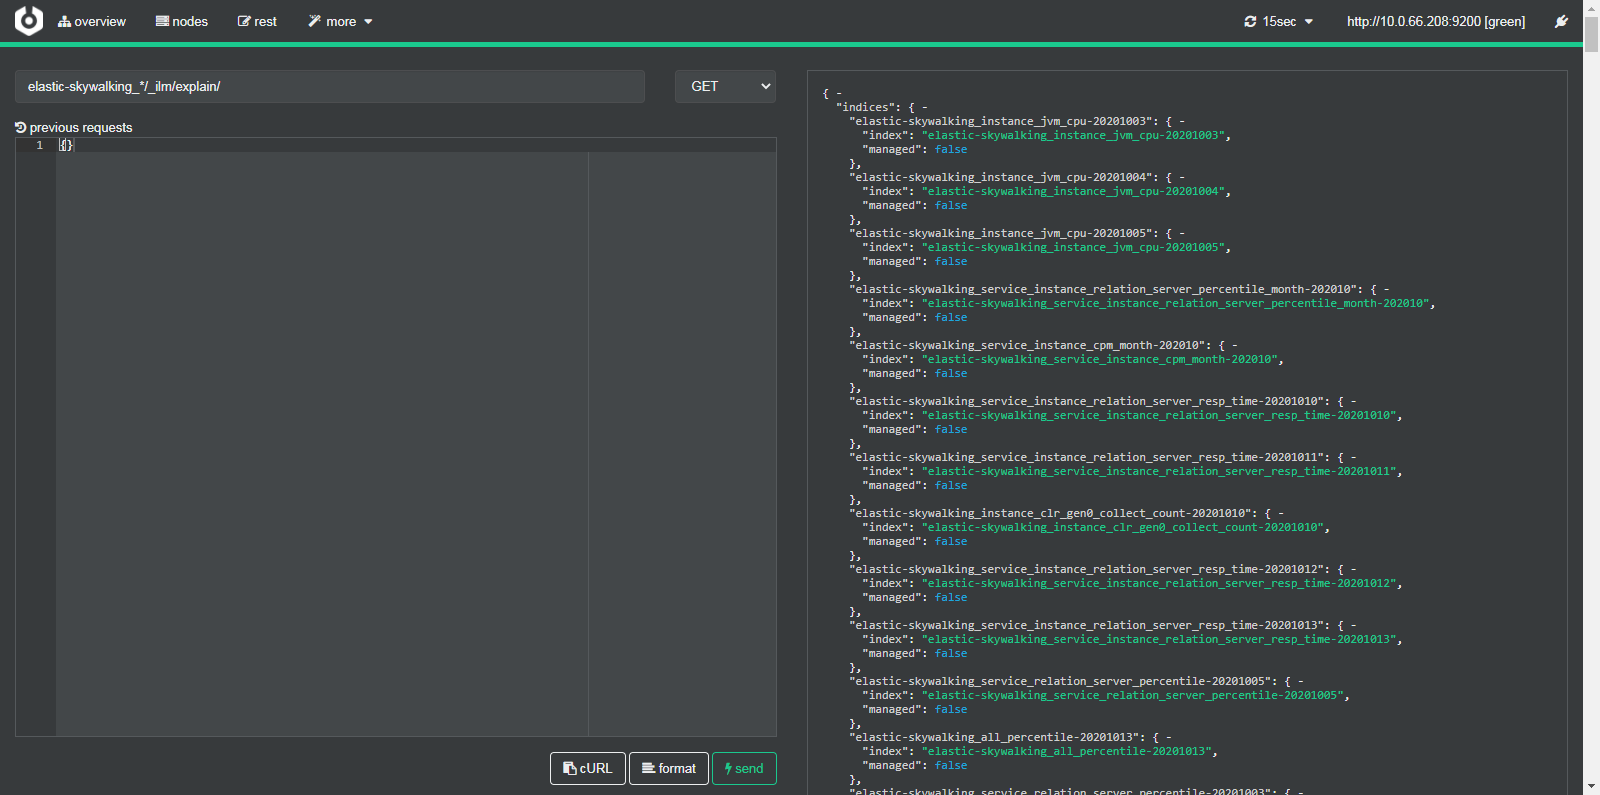 overview nodes rest more 15sec http://10.0.66.208:9200 [green]
elastic-skywalking_*/_ilm/explain/ GET
previous requests
1 {}
cURL format send
{ -
"indices": { -
"elastic-skywalking_instance_jvm_cpu-20201003": { -
"index": "elastic-skywalking_instance_jvm_cpu-20201003",
"managed": false
},
"elastic-skywalking_instance_jvm_cpu-20201004": { -
"index": "elastic-skywalking_instance_jvm_cpu-20201004",
"managed": false
},
"elastic-skywalking_instance_jvm_cpu-20201005": { -
"index": "elastic-skywalking_instance_jvm_cpu-20201005",
"managed": false
},
"elastic-skywalking_service_instance_relation_server_percentile_month-202010": { -
"index": "elastic-skywalking_service_instance_relation_server_percentile_month-202010",
"managed": false
},
"elastic-skywalking_service_instance_cpm_month-202010": { -
"index": "elastic-skywalking_service_instance_cpm_month-202010",
"managed": false
},
"elastic-skywalking_service_instance_relation_server_resp_time-20201010": { -
"index": "elastic-skywalking_service_instance_relation_server_resp_time-20201010",
"managed": false
},
"elastic-skywalking_service_instance_relation_server_resp_time-20201011": { -
"index": "elastic-skywalking_service_instance_relation_server_resp_time-20201011",
"managed": false
},
"elastic-skywalking_instance_clr_gen0_collect_count-20201010": { -
"index": "elastic-skywalking_instance_clr_gen0_collect_count-20201010",
"managed": false
},
"elastic-skywalking_service_instance_relation_server_resp_time-20201012": { -
"index": "elastic-skywalking_service_instance_relation_server_resp_time-20201012",
"managed": false
},
"elastic-skywalking_service_instance_relation_server_resp_time-20201013": { -
"index": "elastic-skywalking_service_instance_relation_server_resp_time-20201013",
"managed": false
},
"elastic-skywalking_service_relation_server_percentile-20201005": { -
"index": "elastic-skywalking_service_relation_server_percentile-20201005",
"managed": false
},
"elastic-skywalking_all_percentile-20201013": { -
"index": "elastic-skywalking_all_percentile-20201013",
"managed": false
},
"elastic-skywalking_service_relation_server_percentile-20201003": { -